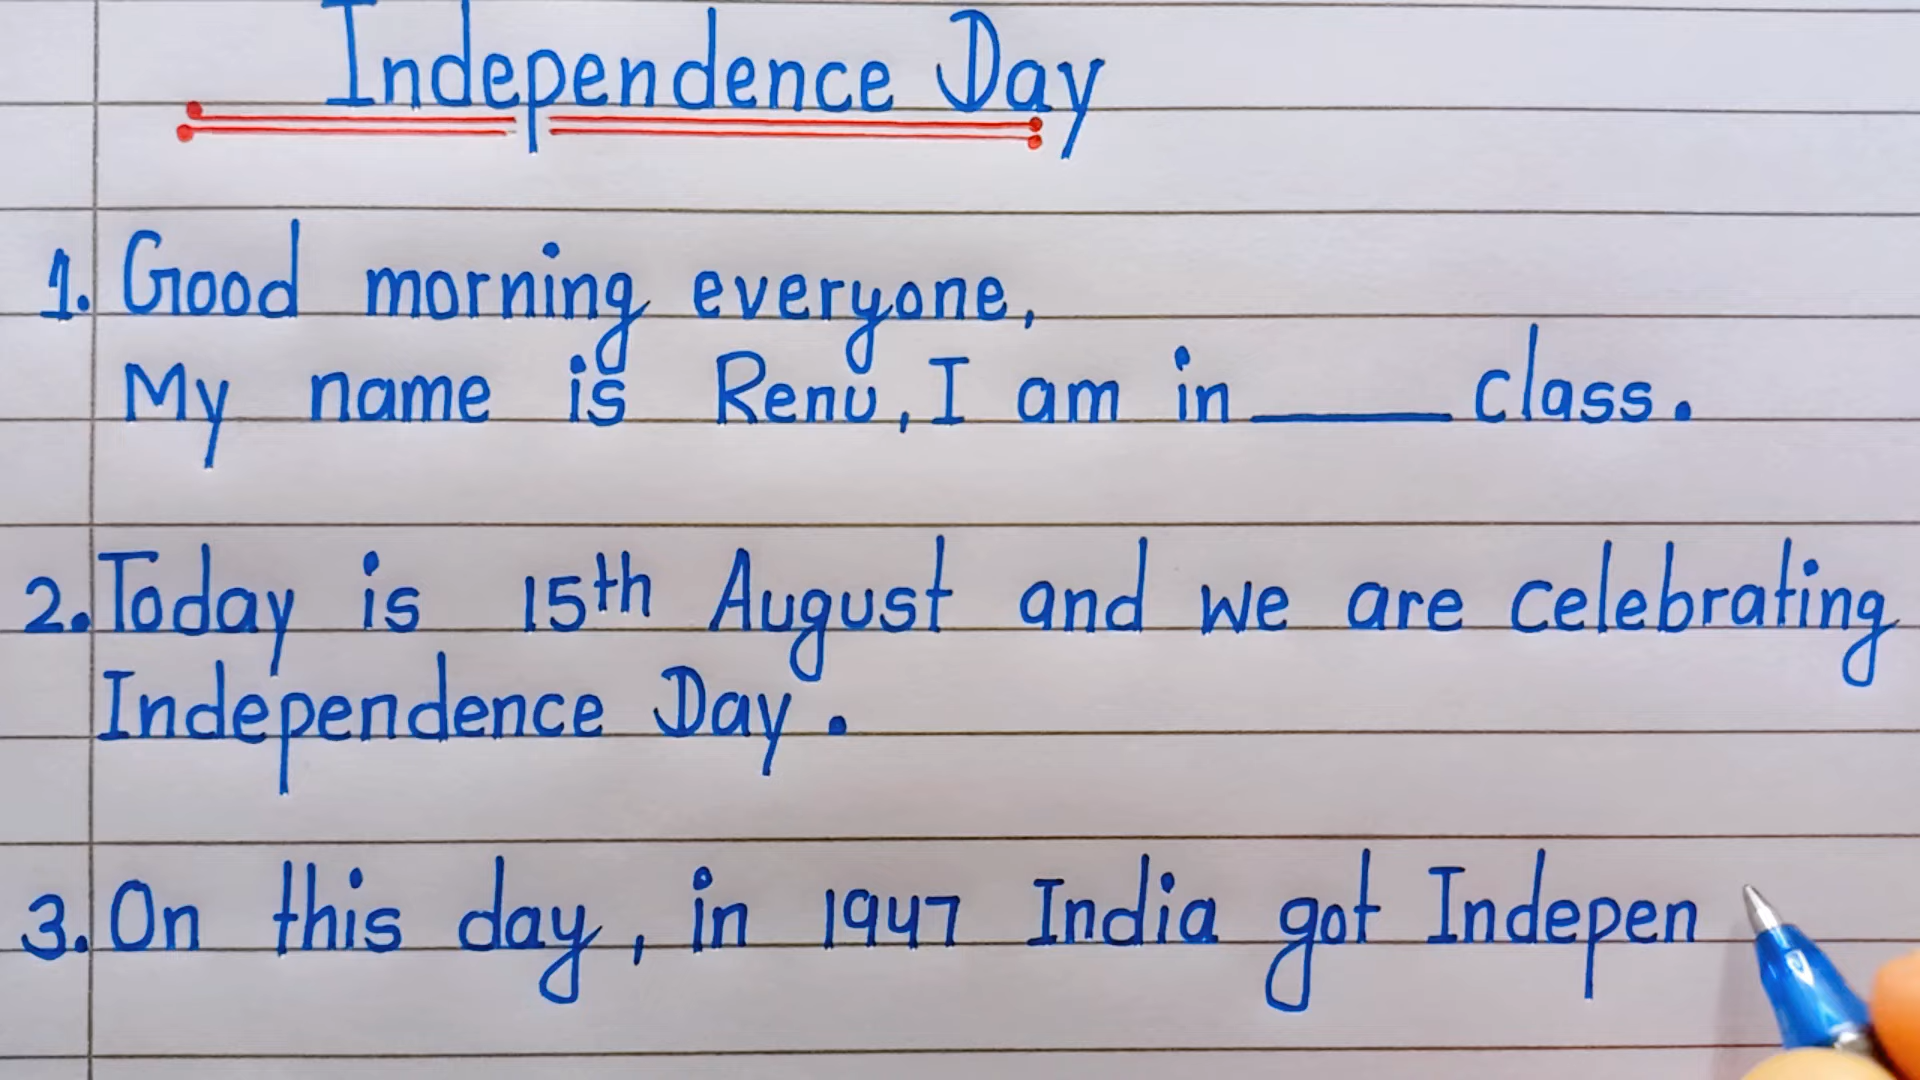 Independence Day
1. Good morning everyone,
My name is Renu, I am in _____ class.
2. Today is 15th August and we are celebrating
Independence Day.
3. On this day, in 1947 India got Indepen